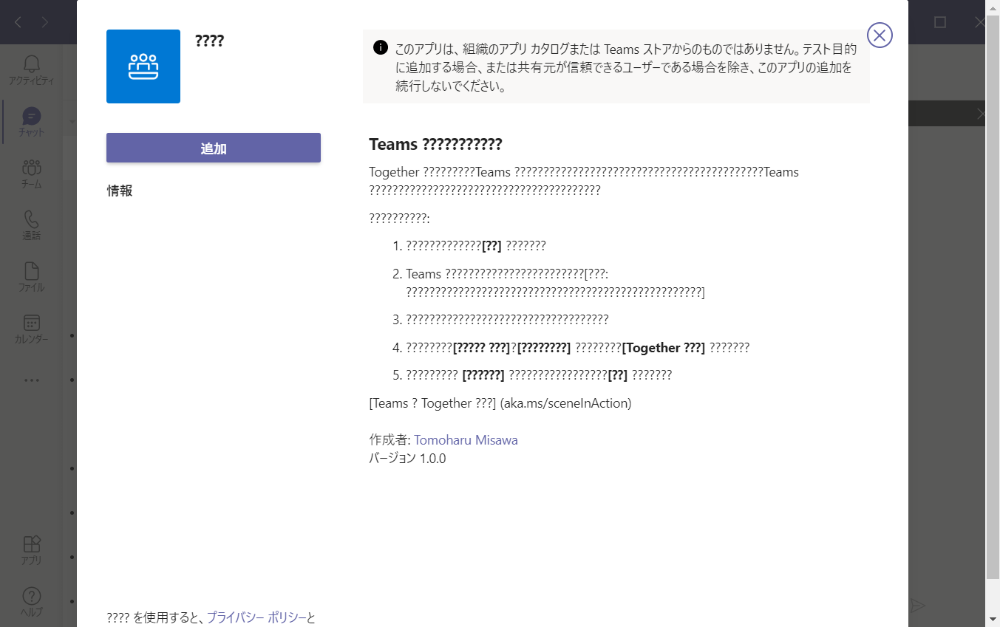 アクティビティ
チャット
チーム
通話
ファイル
カレンダー
アプリ
ヘルプ
????
追加
情報
このアプリは、組織のアプリ カタログまたは Teams ストアからのものではありません。テスト目的
に追加する場合、または共有元が信頼できるユーザーである場合を除き、このアプリの追加を
続行しないでください。
Teams ???????????
Together ?????????Teams ???????????????????????????????????????????Teams
????????????????????????????????????????
??????????:
1. ?????????????[??] ???????
2. Teams ????????????????????????[???:
???????????????????????????????????????????????????]
3. ???????????????????????????????????
4. ????????[????? ???]?[????????] ????????[Together ???] ???????
5. ????????? [??????] ?????????????????[??] ???????
[Teams ? Together ???] (aka.ms/sceneInAction)
作成者: Tomoharu Misawa
バージョン 1.0.0
???? を使用すると、プライバシー ポリシーと